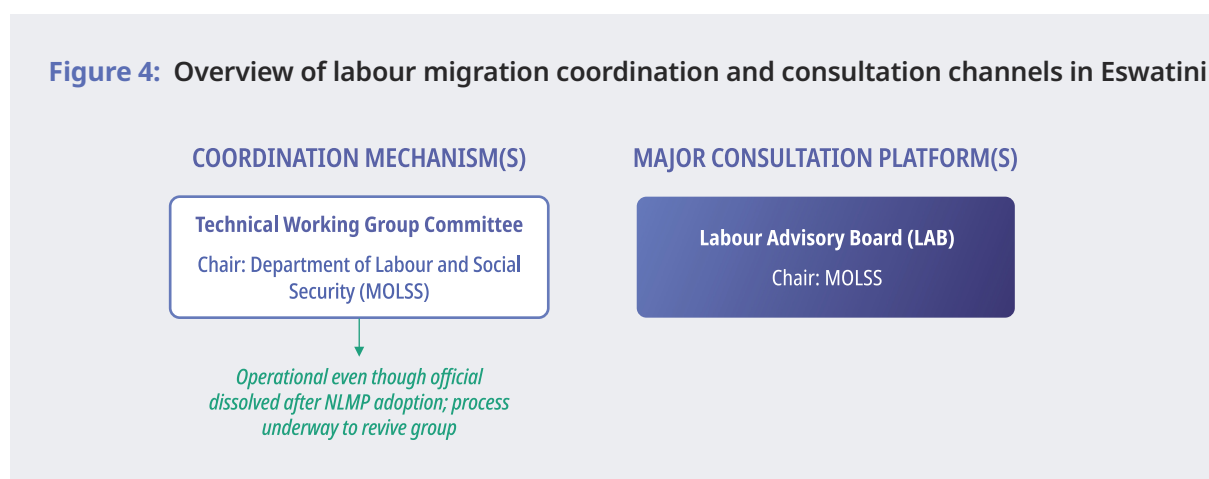 Figure 4: Overview of labour migration coordination and consultation channels in Eswatini
COORDINATION MECHANISM(S)
Technical Working Group Committee
Chair: Department of Labour and Social
Security (MOLSS)
Operational even though official
dissolved after NLMP adoption; process
underway to revive group
MAJOR CONSULTATION PLATFORM(S)
Labour Advisory Board (LAB)
Chair: MOLSS